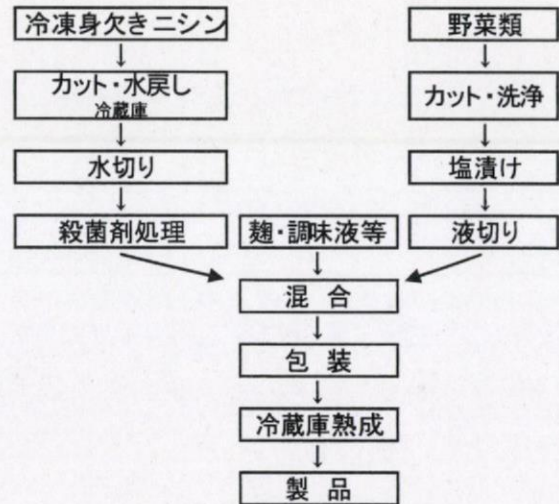 冷凍身欠きニシン
カット・水戻し
冷蔵庫
水切り
殺菌剤処理
野菜類
カット・洗浄
塩漬け
液切り
麹・調味液等
混 合
包 装
冷蔵庫熟成
製 品